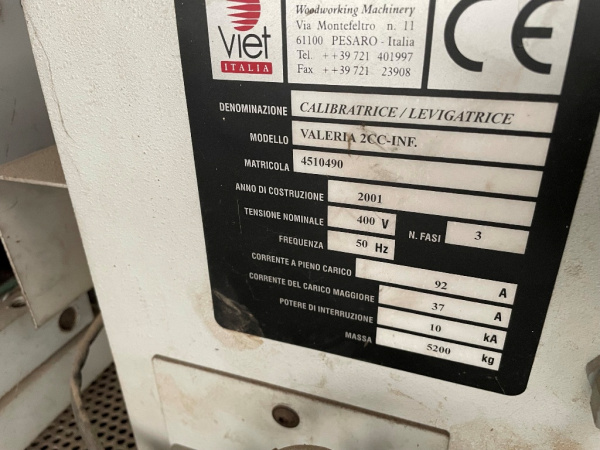 Viet
ITALIA
Woodworking Machinery
Via Montefeltro n. 11
61100 PESARO - Italia
Tel. ++39 721 401997
Fax ++39 721 23908
CE
DENOMINAZIONE CALIBRATRICE / LEVIGATRICE
MODELLO VALERIA 2CC-INF.
MATRICOLA 4510490
ANNO DI COSTRUZIONE 2001
TENSIONE NOMINALE 400 V N. FASI 3
FREQUENZA 50 Hz
CORRENTE A PIENO CARICO 92 A
CORRENTE DEL CARICO MAGGIORE 37 A
POTERE DI INTERRUZIONE 10 kA
MASSA 5200 kg